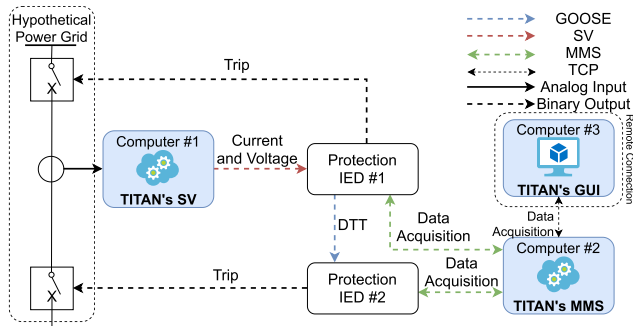 Hypothetical
Power Grid
X
X
Trip
Computer #1
TITAN's SV
Current
and Voltage
Protection
IED #1
DTT
Protection
IED #2
Trip
Data
Acquisition
Data
Acquisition
GOOSE
SV
MMS
TCP
Analog Input
Binary Output
Remote Connection
Computer #3
TITAN's GUI
Data
Acquisition
Computer #2
TITAN's MMS